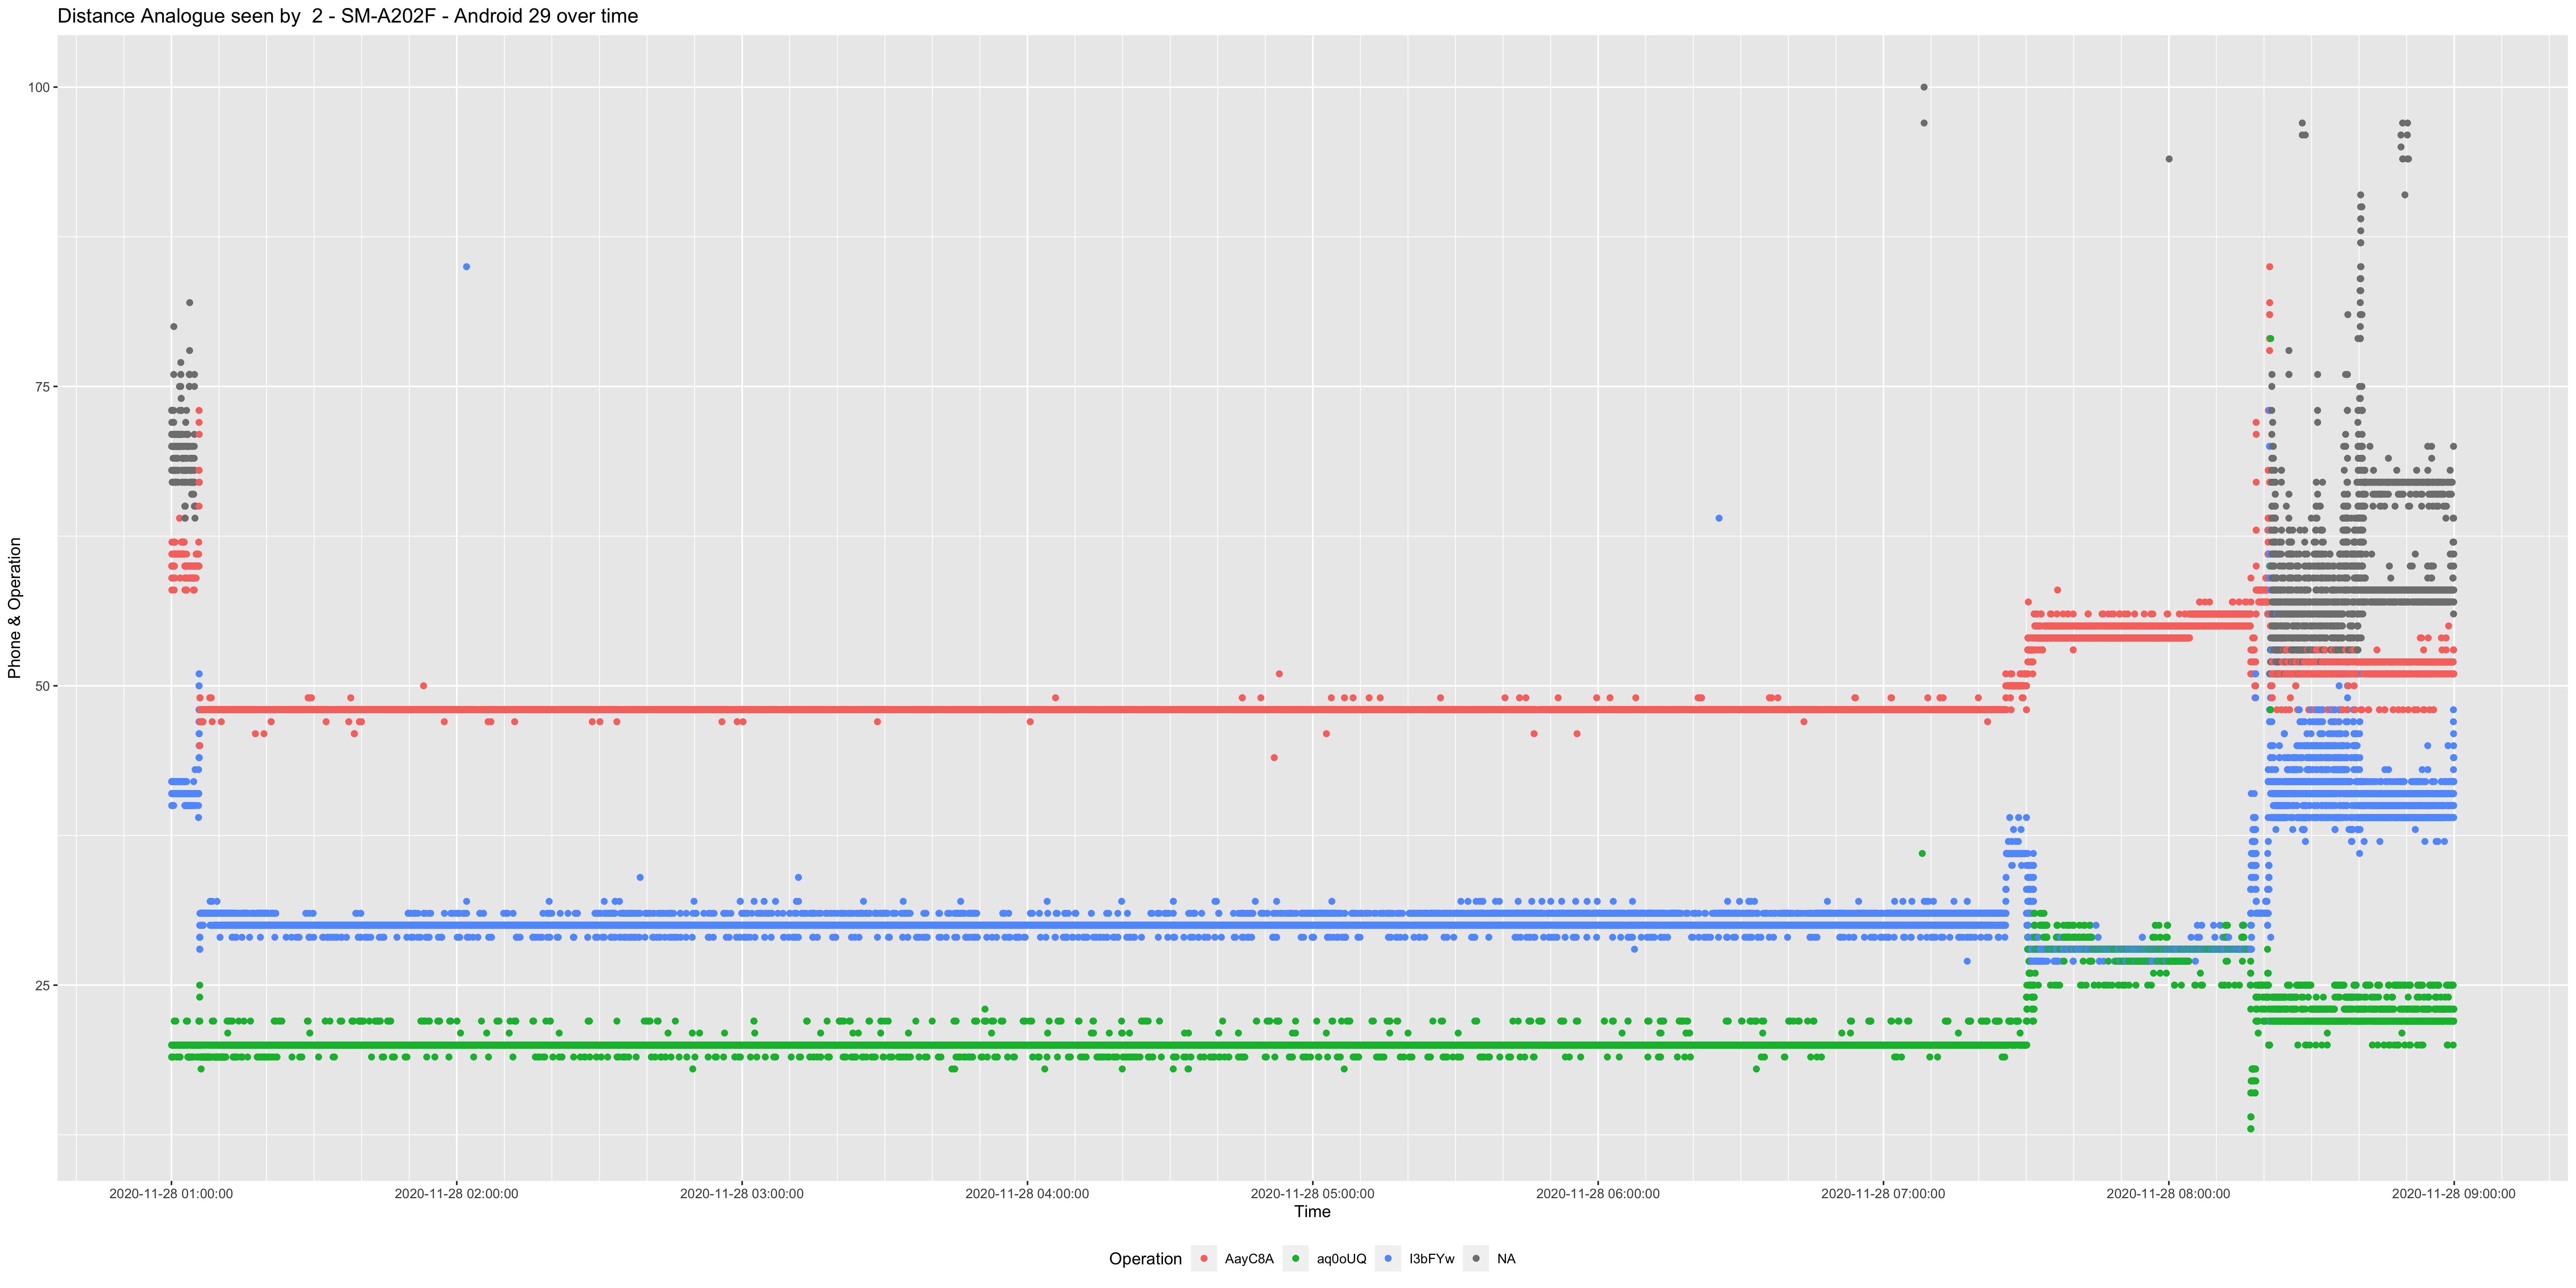 Distance Analogue seen by  2 - SM-A202F - Android 29 over time
Phone & Operation
100
75
50
25
2020-11-28 01:00:00 2020-11-28 02:00:00 2020-11-28 03:00:00 2020-11-28 04:00:00 2020-11-28 05:00:00 2020-11-28 06:00:00 2020-11-28 07:00:00 2020-11-28 08:00:00 2020-11-28 09:00:00
Time
Operation AayC8A aq0oUQ I3bFYw NA